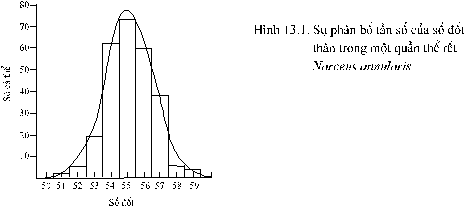 80
70
60
50
40
30
20
10
Số cá thể
50 51 52 53 54 55 56 57 58 59
Số đốt
Hình 13.1. Sự phân bố tần số của số đốt
thân trong một quần thể rết
Narceus annularis